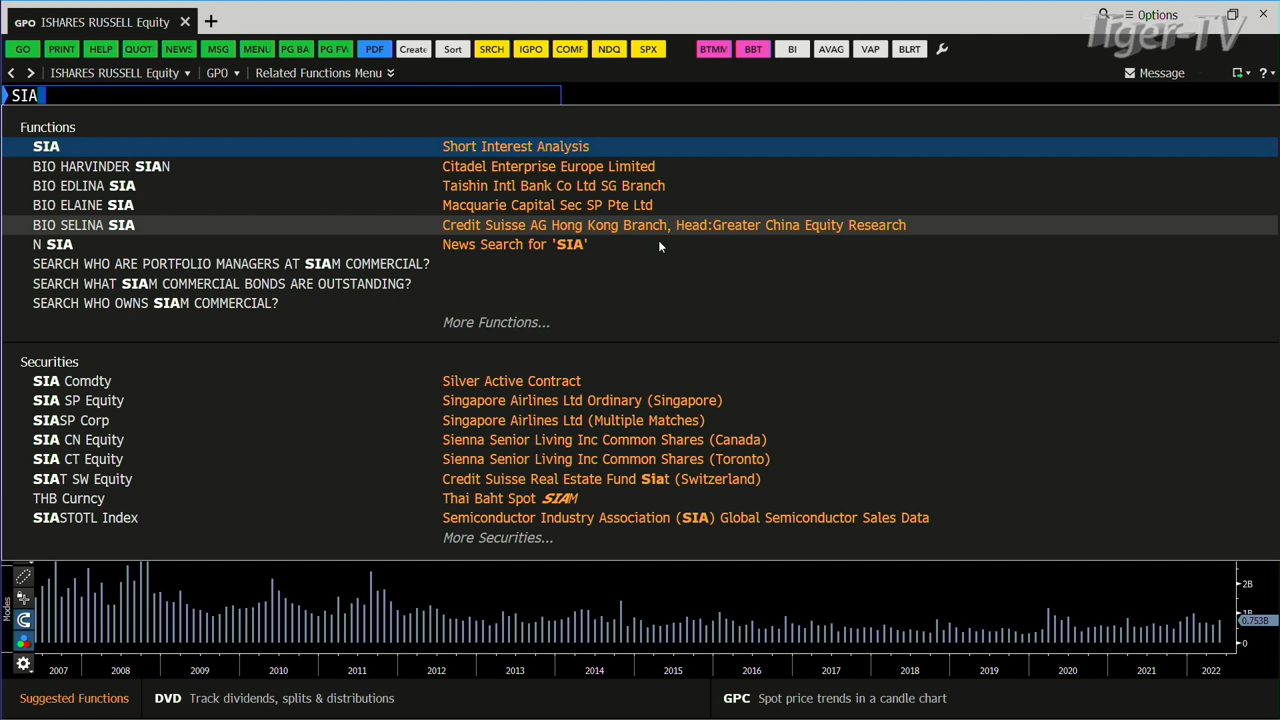 GPO ISHARES RUSSELL Equity
Options
Tiger-TV
GO PRINT HELP QUOT NEWS MSG MENU PG BA PG FW PDF Create Sort SRCH IGPO COMF NDQ SPX BTMM BBT BI AVAG VAP BLRT
ISHARES RUSSELL Equity GPO Related Functions Menu Message ?
SIA
Functions
SIA Short Interest Analysis
BIO HARVINDER SIAN Citadel Enterprise Europe Limited
BIO EDLINA SIA Taishin Intl Bank Co Ltd SG Branch
BIO ELAINE SIA Macquarie Capital Sec SP Pte Ltd
BIO SELINA SIA Credit Suisse AG Hong Kong Branch, Head:Greater China Equity Research
N SIA News Search for 'SIA'
SEARCH WHO ARE PORTFOLIO MANAGERS AT SIAM COMMERCIAL?
SEARCH WHAT SIAM COMMERCIAL BONDS ARE OUTSTANDING?
SEARCH WHO OWNS SIAM COMMERCIAL?
More Functions...
Securities
SIA Comdty Silver Active Contract
SIA SP Equity Singapore Airlines Ltd Ordinary (Singapore)
SIASP Corp Singapore Airlines Ltd (Multiple Matches)
SIA CN Equity Sienna Senior Living Inc Common Shares (Canada)
SIA CT Equity Sienna Senior Living Inc Common Shares (Toronto)
SIAT SW Equity Credit Suisse Real Estate Fund Siat (Switzerland)
THB Curncy Thai Baht Spot SIAM
SIASTOTL Index Semiconductor Industry Association (SIA) Global Semiconductor Sales Data
More Securities...
Modes
2B
1B
0.753B
0
2007 2008 2009 2010 2011 2012 2013 2014 2015 2016 2017 2018 2019 2020 2021 2022
Suggested Functions DVD Track dividends, splits & distributions GPC Spot price trends in a candle chart